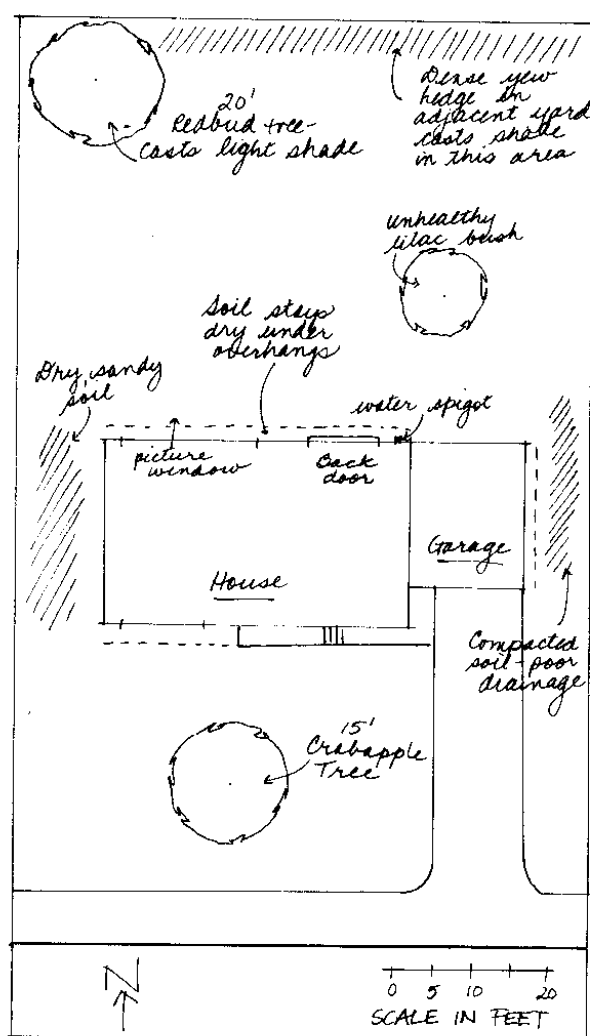 20'
Redbud tree-
casts light shade
Dense yew
hedge in
adjacent yard
casts shade
in this area
unhealthy
lilac bush
Soil stays
dry under
overhangs
Dry, sandy
soil
water spigot
picture
window
Back
door
Garage
House
Compacted
soil-poor
drainage
15'
Crabapple
Tree
N
0 5 10 20
SCALE IN FEET